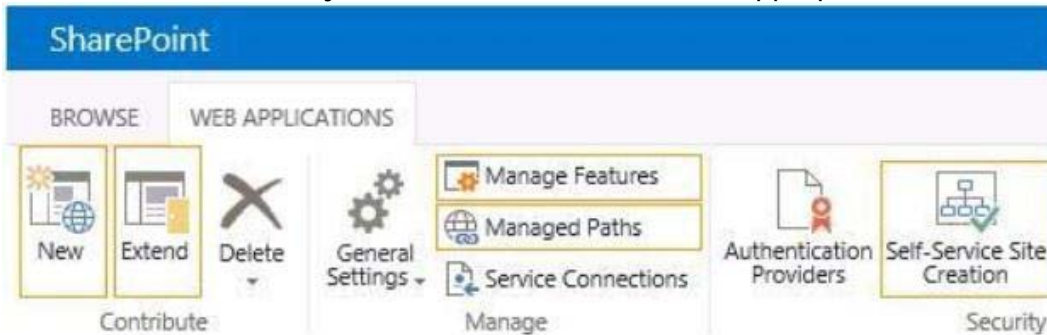 SharePoint
BROWSE WEB APPLICATIONS
New
Extend
Delete
General
Settings
Manage Features
Managed Paths
Service Connections
Authentication
Providers
Self-Service Site
Creation
Contribute
Manage
Security